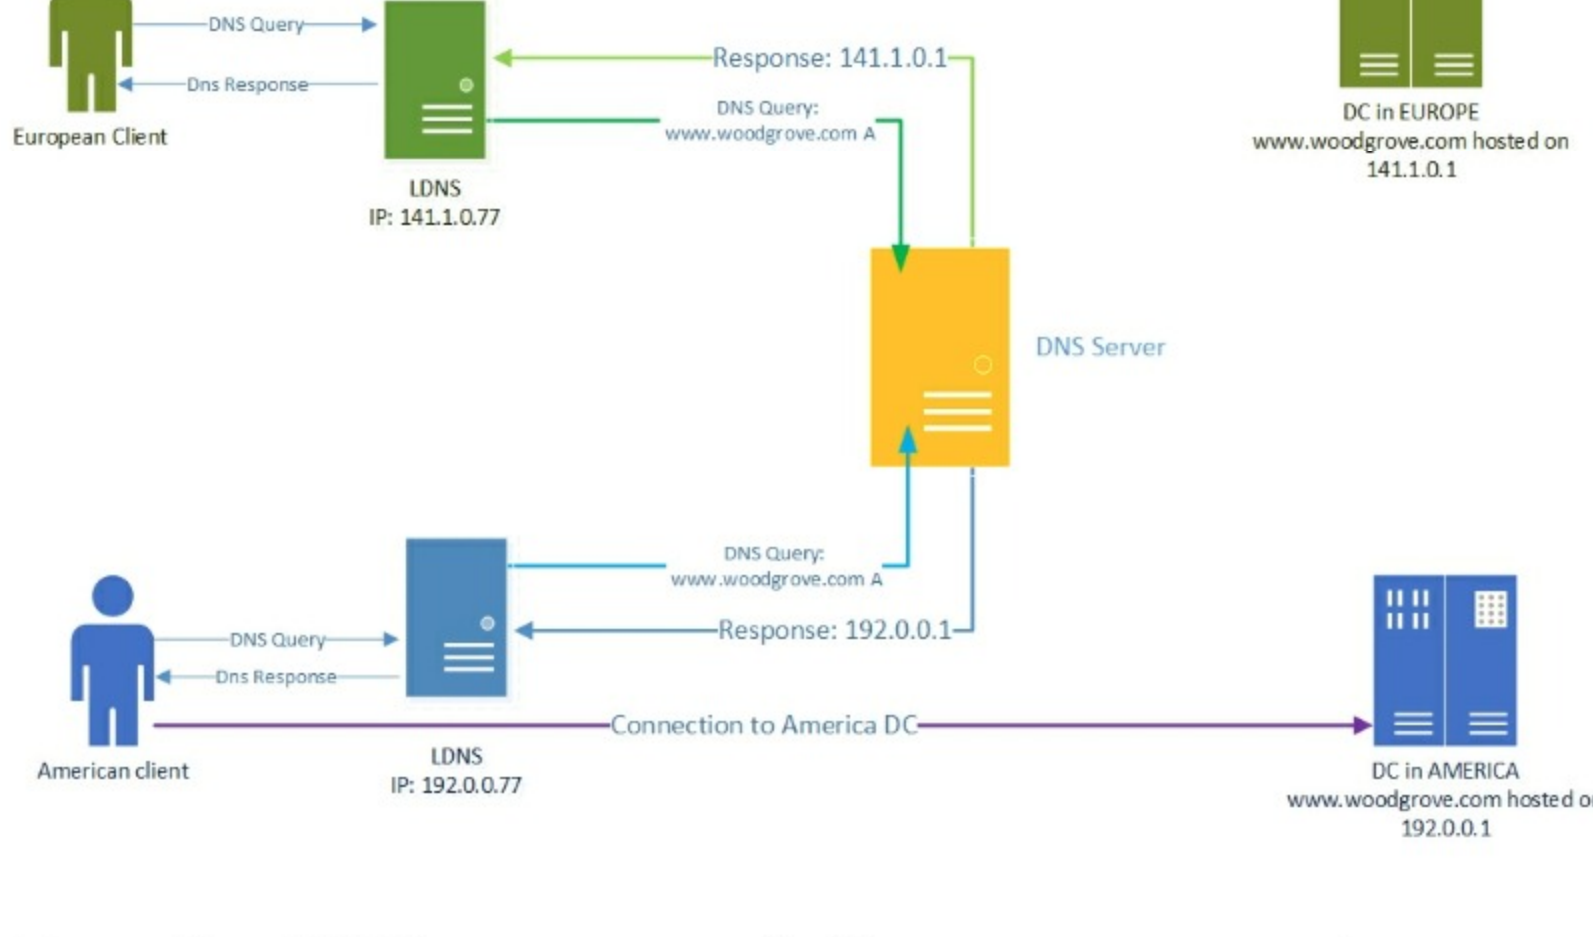 DNS Query
Dns Response
European Client
LDNS
IP: 141.1.0.77
Response: 141.1.0.1
DNS Query:
www.woodgrove.com A
DC in EUROPE
www.woodgrove.com hosted on
141.1.0.1
DNS Server
DNS Query:
www.woodgrove.com A
Response: 192.0.0.1
DNS Query
Dns Response
Connection to America DC
American client
LDNS
IP: 192.0.0.77
DC in AMERICA
www.woodgrove.com hosted o
192.0.0.1